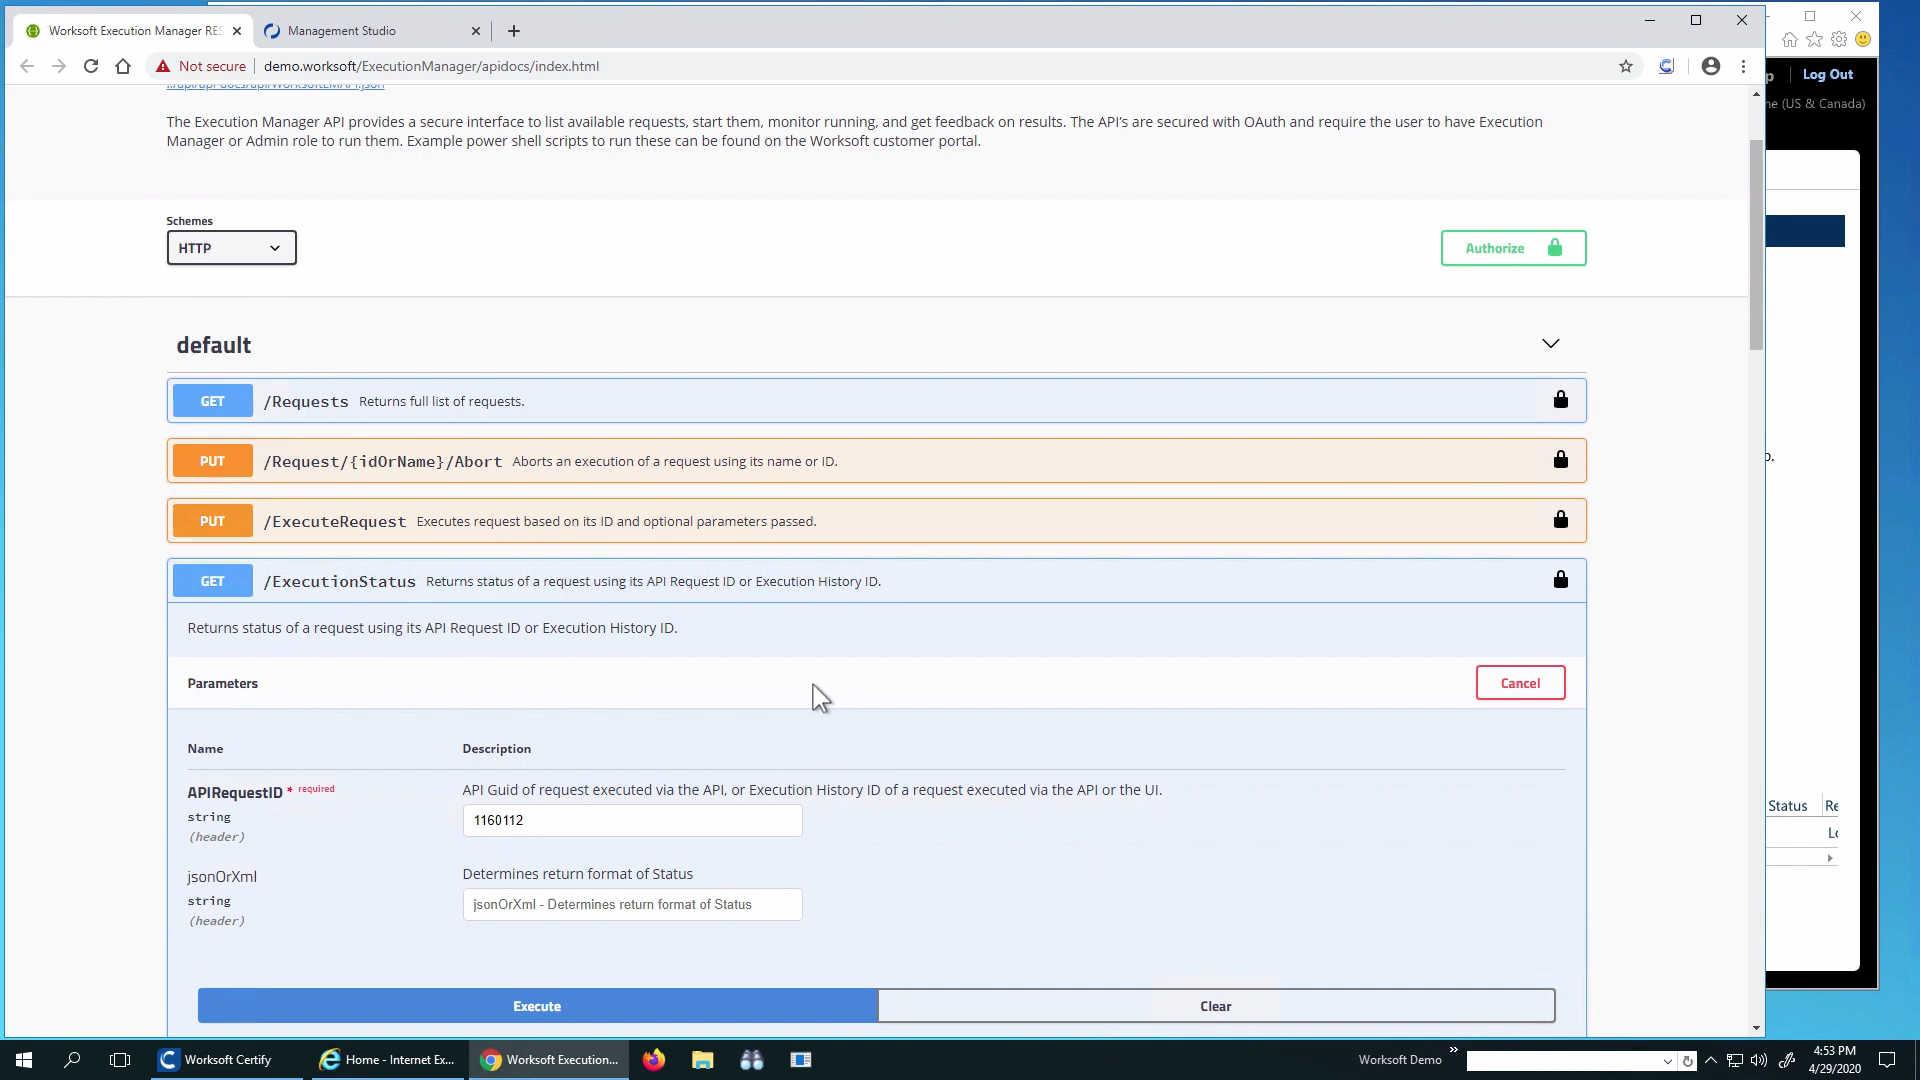 Worksoft Execution Manager RES
Management Studio
Not secure
demo.worksoft/ExecutionManager/apidocs/index.html
Log Out
me (US & Canada)
../api/api-docs/api/WorksoftEMAPI.json
The Execution Manager API provides a secure interface to list available requests, start them, monitor running, and get feedback on results. The API's are secured with OAuth and require the user to have Execution
Manager or Admin role to run them. Example power shell scripts to run these can be found on the Worksoft customer portal.
Schemes
HTTP
Authorize
default
GET /Requests Returns full list of requests.
PUT /Request/{idOrName}/Abort Aborts an execution of a request using its name or ID.
PUT /ExecuteRequest Executes request based on its ID and optional parameters passed.
GET /ExecutionStatus Returns status of a request using its API Request ID or Execution History ID.
Returns status of a request using its API Request ID or Execution History ID.
Parameters
Cancel
Name
Description
APIRequestID * required
string
(header)
API Guid of request executed via the API, or Execution History ID of a request executed via the API or the UI.
1160112
jsonOrXml
string
(header)
Determines return format of Status
jsonOrXml - Determines return format of Status
Execute
Clear
Status
Re
Worksoft Certify
Home - Internet Ex...
Worksoft Execution...
Worksoft Demo
4:53 PM
4/29/2020